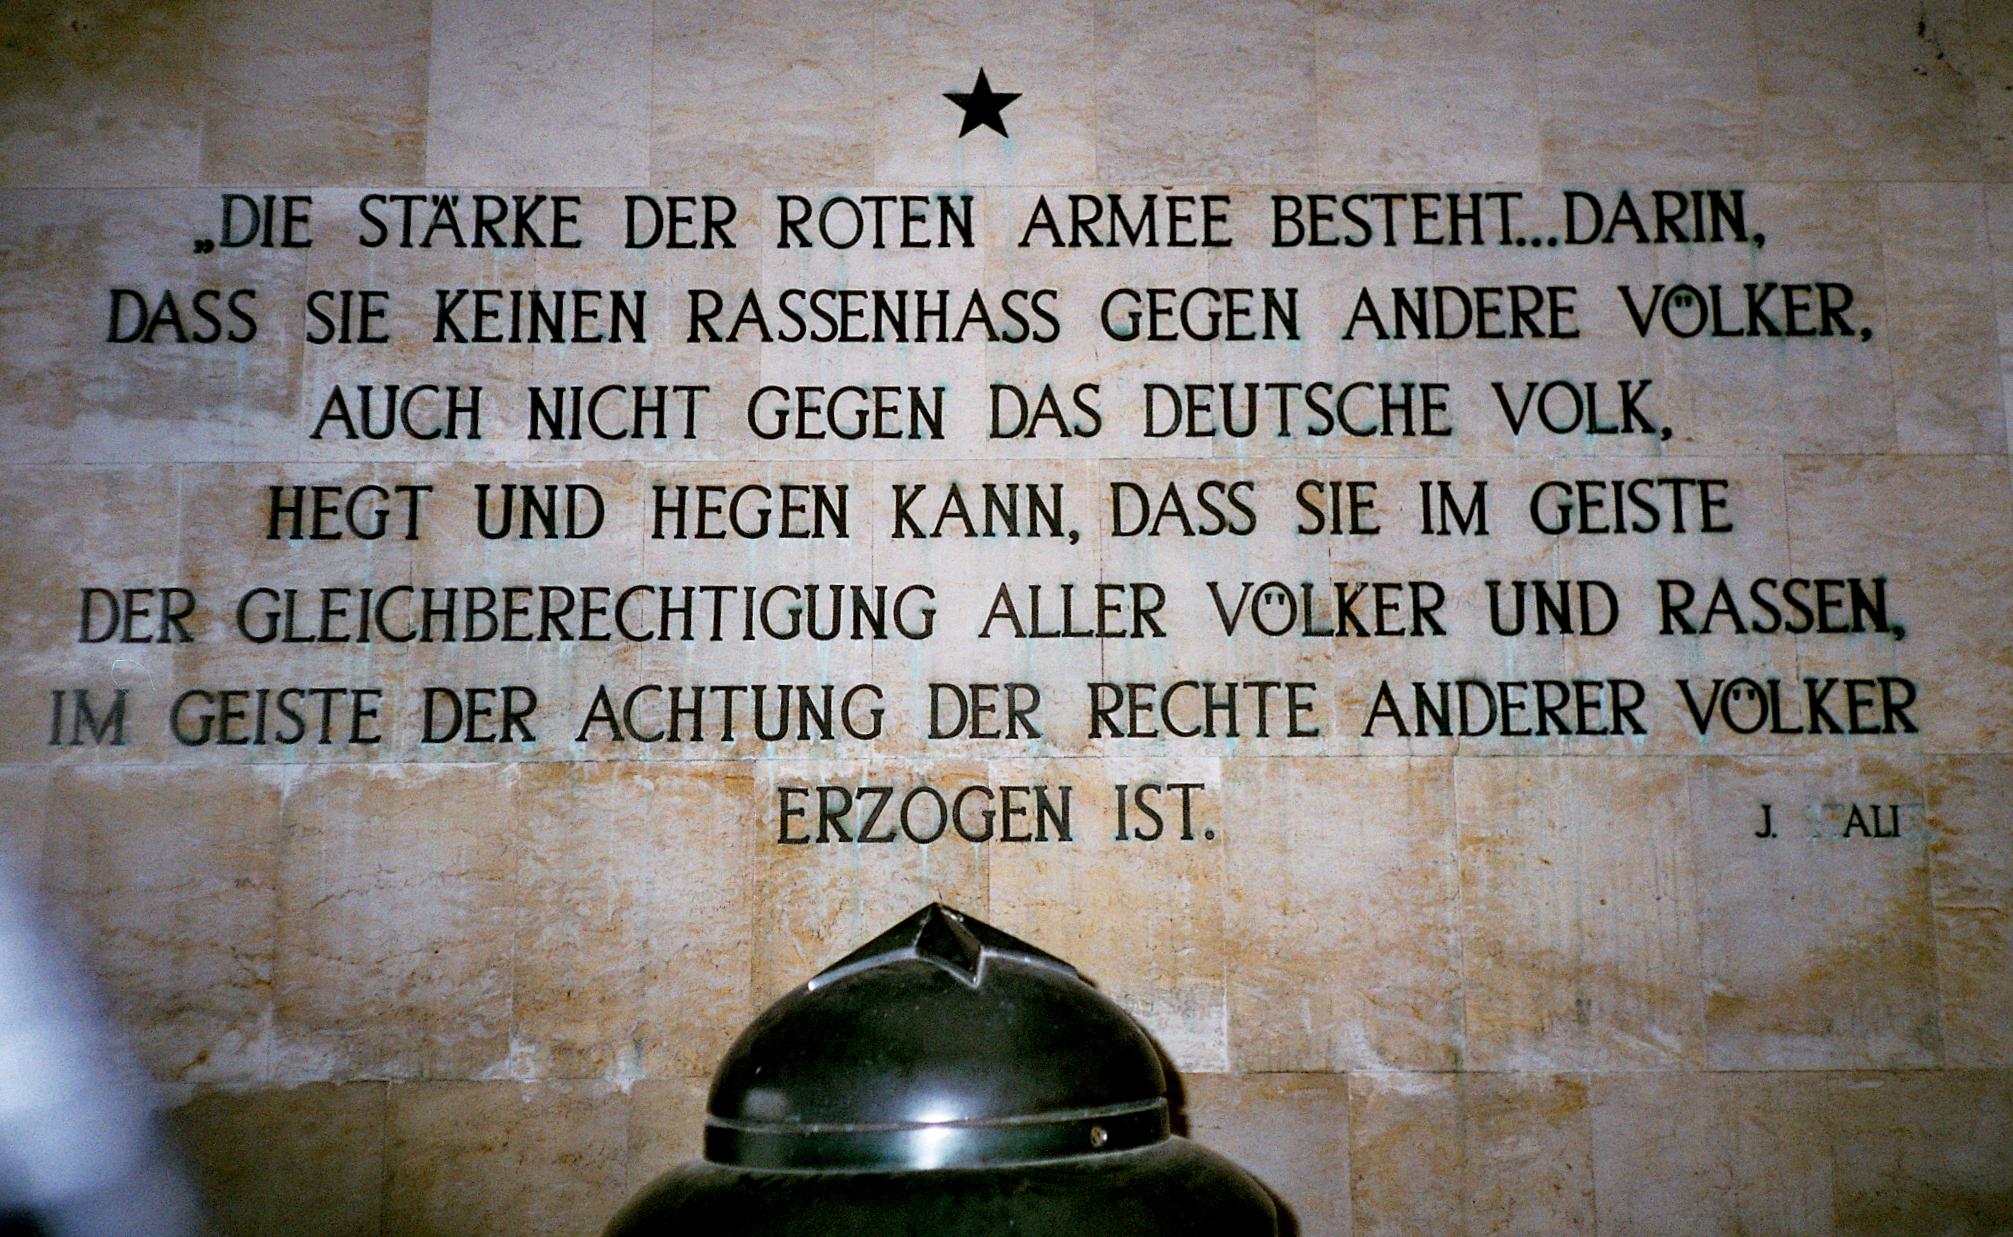 „DIE STÄRKE DER ROTEN ARMEE BESTEHT...DARIN,
DASS SIE KEINEN RASSENHASS GEGEN ANDERE VÖLKER,
AUCH NICHT GEGEN DAS DEUTSCHE VOLK,
HEGT UND HEGEN KANN, DASS SIE IM GEISTE
DER GLEICHBERECHTIGUNG ALLER VÖLKER UND RASSEN,
IM GEISTE DER ACHTUNG DER RECHTE ANDERER VÖLKER
ERZOGEN IST.
J. ALI